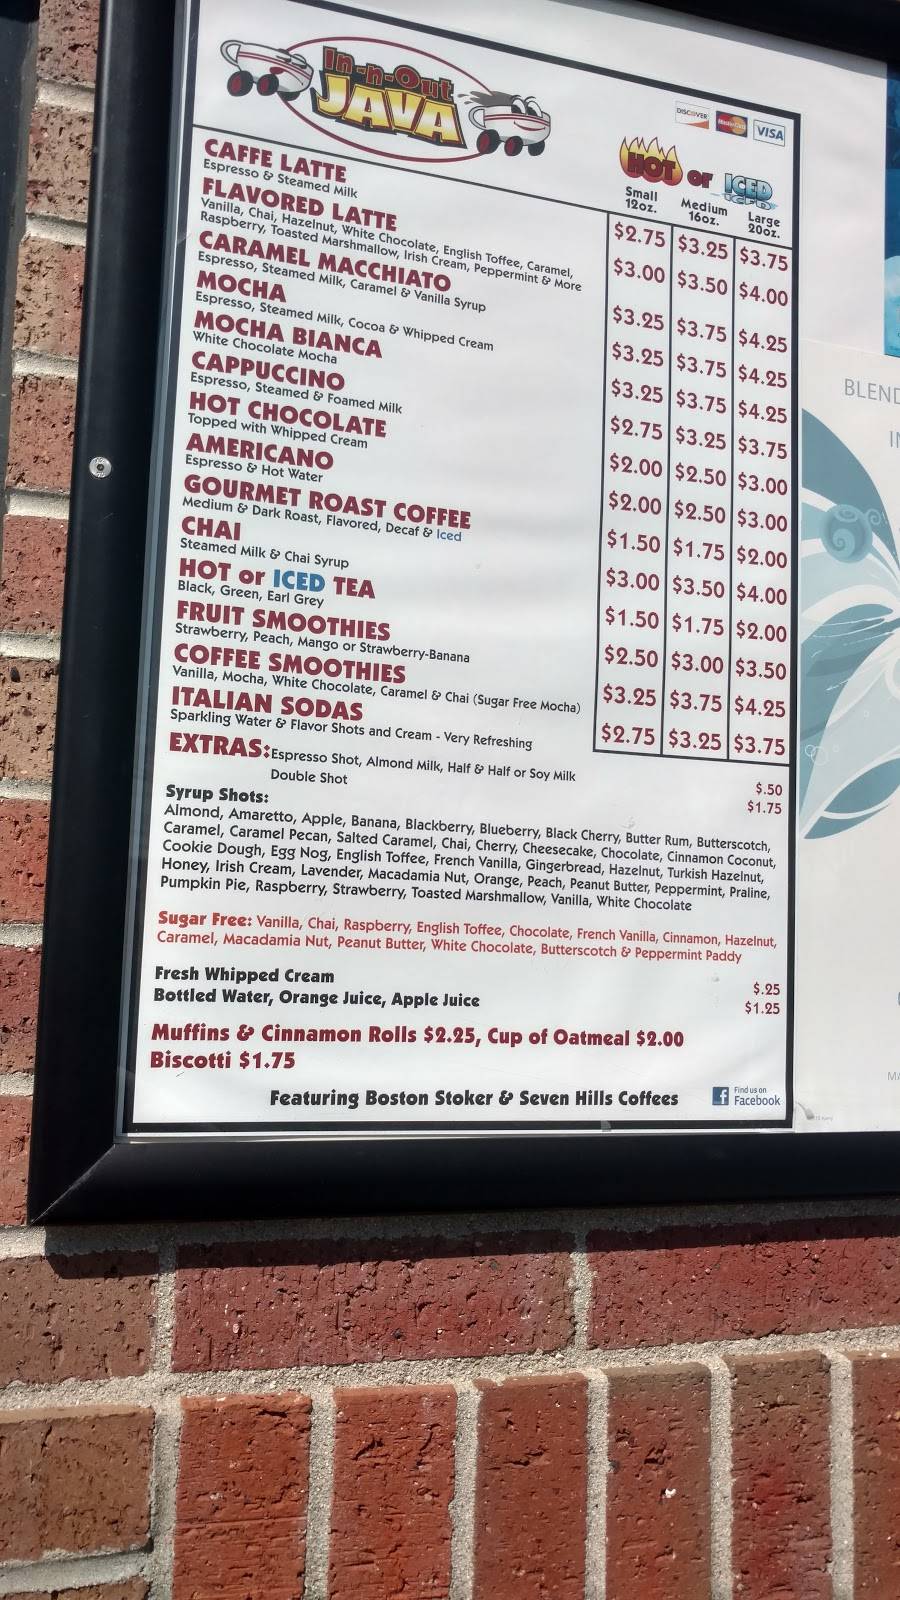 In-n-Out
JAVA
DISCOVER MasterCard VISA
HOT or ICED
Small Medium Large
12oz. 16oz. 20oz.
CAFFE LATTE $2.75 $3.25 $3.75
Espresso & Steamed Milk
FLAVORED LATTE $3.00 $3.50 $4.00
Vanilla, Chai, Hazelnut, White Chocolate, English Toffee, Caramel,
Raspberry, Toasted Marshmallow, Irish Cream, Peppermint & More
CARAMEL MACCHIATO $3.25 $3.75 $4.25
Espresso, Steamed Milk, Caramel & Vanilla Syrup
MOCHA $3.25 $3.75 $4.25
Espresso, Steamed Milk, Cocoa & Whipped Cream
MOCHA BIANCA $3.25 $3.75 $4.25
White Chocolate Mocha
CAPPUCCINO $2.75 $3.25 $3.75
Espresso, Steamed & Foamed Milk
HOT CHOCOLATE $2.00 $2.50 $3.00
Topped with Whipped Cream
AMERICANO $2.00 $2.50 $3.00
Espresso & Hot Water
GOURMET ROAST COFFEE $1.50 $1.75 $2.00
Medium & Dark Roast, Flavored, Decaf & Iced
CHAI $3.00 $3.50 $4.00
Steamed Milk & Chai Syrup
HOT or ICED TEA $1.50 $1.75 $2.00
Black, Green, Earl Grey
FRUIT SMOOTHIES $2.50 $3.00 $3.50
Strawberry, Peach, Mango or Strawberry-Banana
COFFEE SMOOTHIES $3.25 $3.75 $4.25
Vanilla, Mocha, White Chocolate, Caramel & Chai (Sugar Free Mocha)
ITALIAN SODAS $2.75 $3.25 $3.75
Sparkling Water & Flavor Shots and Cream - Very Refreshing
EXTRAS: Espresso Shot, Almond Milk, Half & Half or Soy Milk $.50
Double Shot $1.75
Syrup Shots:
Almond, Amaretto, Apple, Banana, Blackberry, Blueberry, Black Cherry, Butter Rum, Butterscotch,
Caramel, Caramel Pecan, Salted Caramel, Chai, Cherry, Cheesecake, Chocolate, Cinnamon Coconut,
Cookie Dough, Egg Nog, English Toffee, French Vanilla, Gingerbread, Hazelnut, Turkish Hazelnut,
Honey, Irish Cream, Lavender, Macadamia Nut, Orange, Peach, Peanut Butter, Peppermint, Praline,
Pumpkin Pie, Raspberry, Strawberry, Toasted Marshmallow, Vanilla, White Chocolate
Sugar Free: Vanilla, Chai, Raspberry, English Toffee, Chocolate, French Vanilla, Cinnamon, Hazelnut,
Caramel, Macadamia Nut, Peanut Butter, White Chocolate, Butterscotch & Peppermint Paddy
Fresh Whipped Cream $.25
Bottled Water, Orange Juice, Apple Juice $1.25
Muffins & Cinnamon Rolls $2.25, Cup of Oatmeal $2.00
Biscotti $1.75
Featuring Boston Stoker & Seven Hills Coffees
f Find us on
Facebook
BLEND